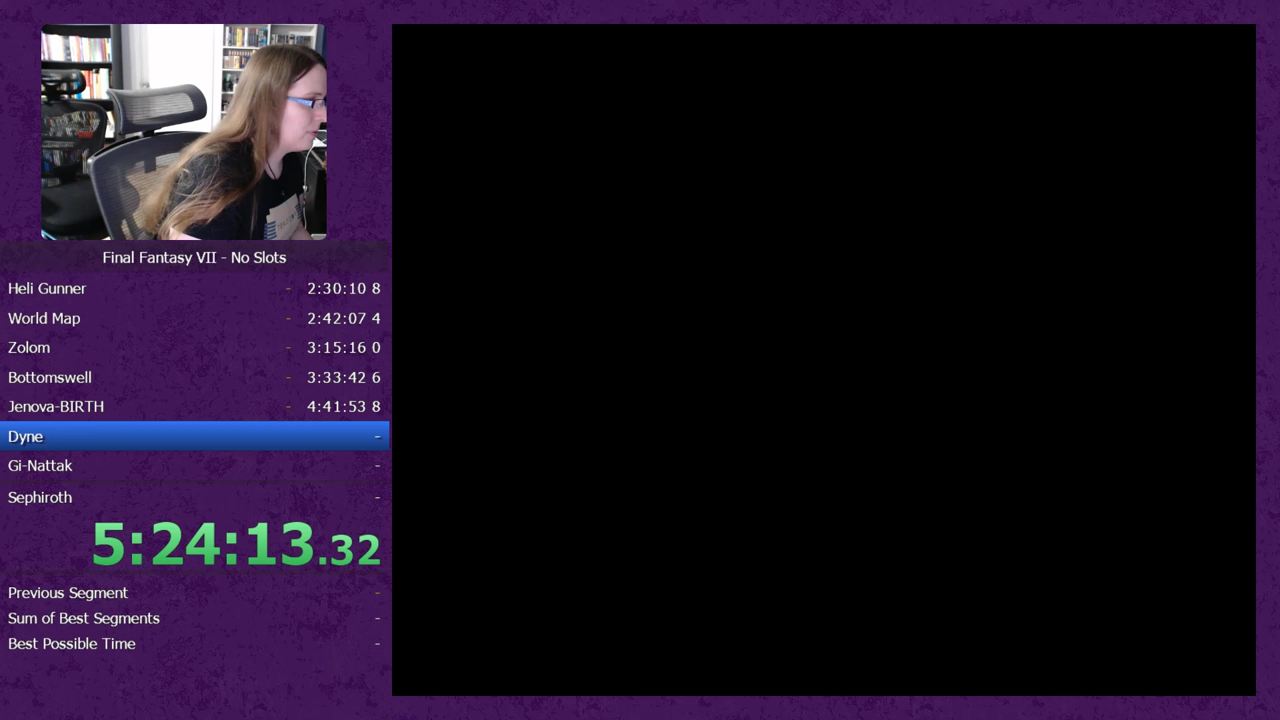 Final Fantasy VII - No Slots
Heli Gunner - 2:30:10 8
World Map - 2:42:07 4
Zolom - 3:15:16 0
Bottomswell - 3:33:42 6
Jenova-BIRTH - 4:41:53 8
Dyne -
Gi-Nattak -
Sephiroth -
5:24:13.32
Previous Segment -
Sum of Best Segments -
Best Possible Time -